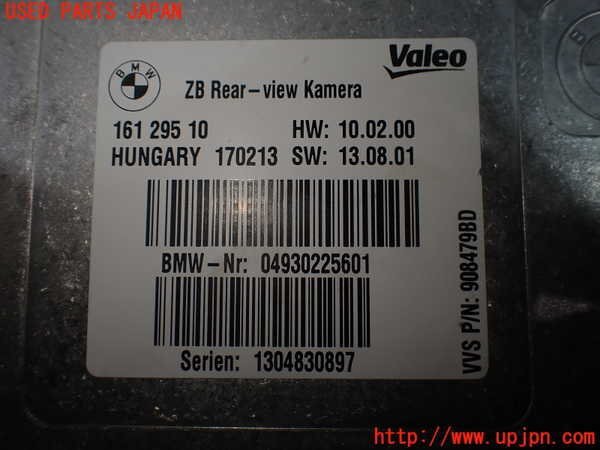 USED PARTS JAPAN
BMW
Valeo
ZB Rear-view Kamera
161 295 10 HW: 10.02.00
HUNGARY 170213 SW: 13.08.01
BMW-Nr: 04930225601
Serien: 1304830897
VVS P/N: 908479BD
http://www.upjpn.com/